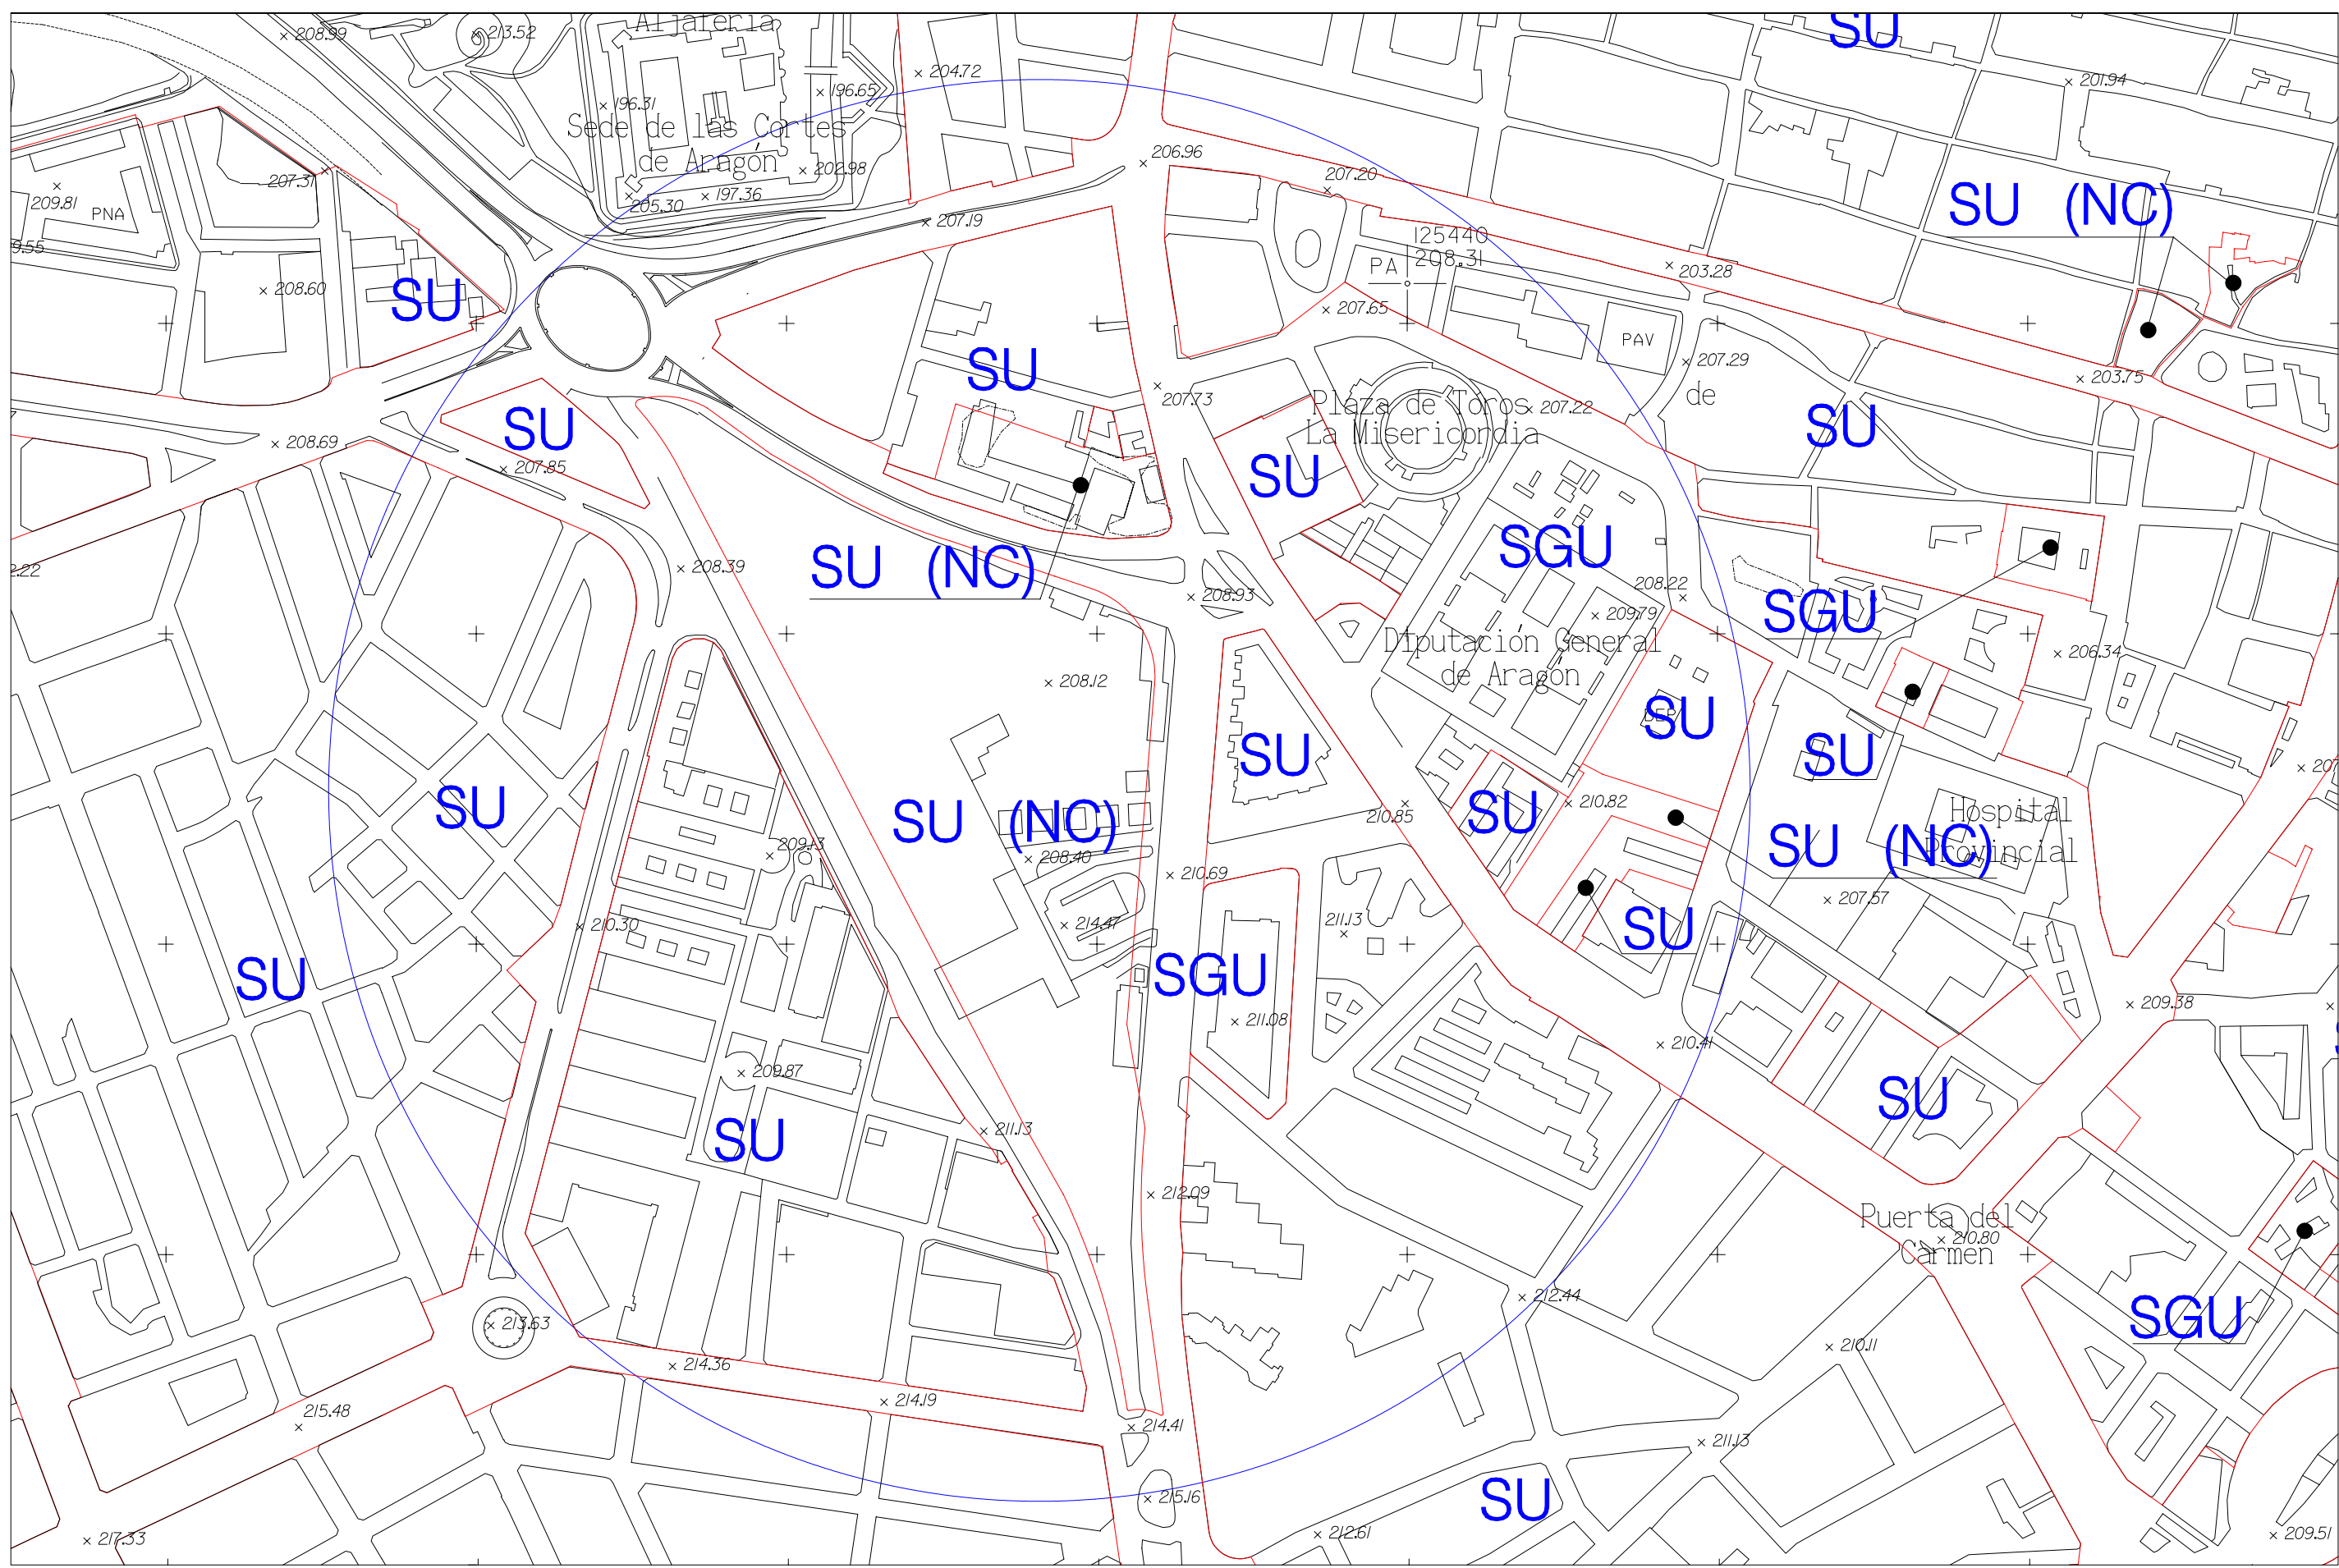 Aljafería
SU
× 208.99
× 213.52
× 204.72
× 201.94
× 196.31
× 196.65
Sede de las Cortes
de Aragón
× 206.96
207.31
× 202.98
207.20
209.81
PNA
× 197.36
205.30
SU (NC)
× 207.19
125440
PA
208.31
9.55
× 203.28
× 208.60
SU
× 207.65
PAV
SU
× 207.29
× 203.75
207.73
de
Plaza de Toros
La Misericordia
× 207.22
SU
SU
× 208.69
× 207.85
SU
SGU
SU (NC)
2.22
× 208.39
× 208.93
208.22
× 209.79
SGU
Diputación General
de Aragón
× 206.34
× 208.12
DEP
SU
SU
SU
× 207
SU
SU (NC)
SU
× 210.82
210.85
Hospital
Provincial
SU (NC)
209.13
× 208.40
× 210.69
× 207.57
× 210.30
× 214.47
211.13
SU
SU
SGU
× 211.08
× 209.38
× 210.41
× 209.87
SU
SU
× 211.13
× 212.09
Puerta del
Carmen
× 210.80
× 212.44
SGU
× 213.63
× 210.11
× 214.36
× 214.19
215.48
× 214.41
× 211.13
SU
× 215.16
× 217.33
× 212.61
× 209.51